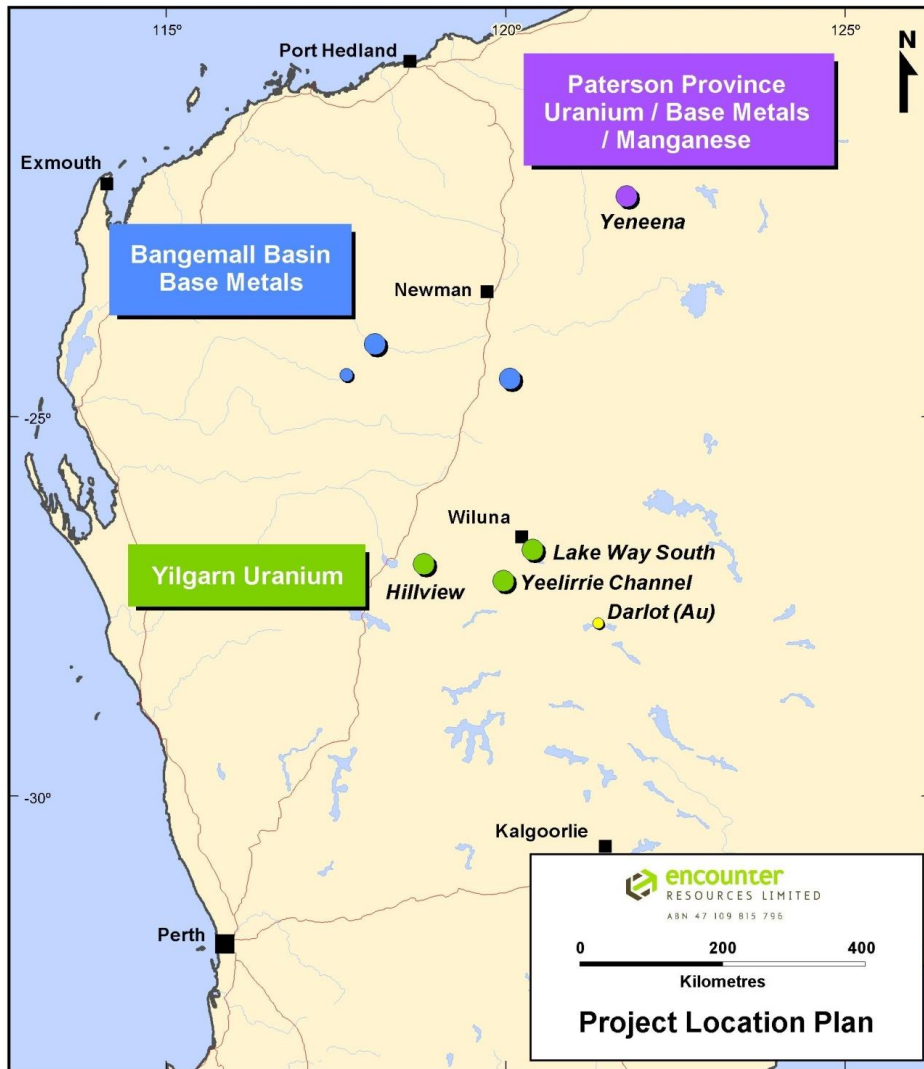 115º
120º
125º
N
Port Hedland
Paterson Province
Uranium / Base Metals
/ Manganese
Exmouth
Yeneena
Bangemall Basin
Base Metals
Newman
-25º
Wiluna
Lake Way South
Yilgarn Uranium
Hillview
Yeelirrie Channel
Darlot (Au)
-30º
Kalgoorlie
encounter
RESOURCES LIMITED
ABN 47 109 815 796
Perth
0 200 400
Kilometres
Project Location Plan